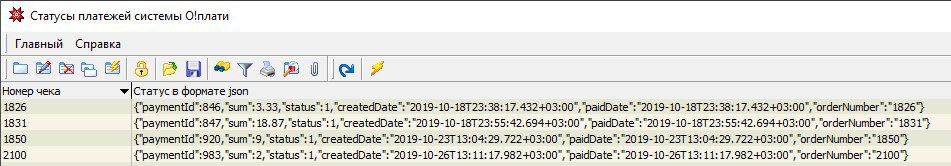 Статусы платежей системы О!плати
Главный Справка
Номер чека Статус в формате json
1826 {"paymentId":846,"sum":3.33,"status":1,"createdDate":"2019-10-18T23:38:17.432+03:00","paidDate":"2019-10-18T23:38:17.432+03:00","orderNumber":"1826"}
1831 {"paymentId":847,"sum":18.87,"status":1,"createdDate":"2019-10-18T23:55:42.694+03:00","paidDate":"2019-10-18T23:55:42.694+03:00","orderNumber":"1831"}
1850 {"paymentId":920,"sum":9,"status":1,"createdDate":"2019-10-23T13:04:29.722+03:00","paidDate":"2019-10-23T13:04:29.722+03:00","orderNumber":"1850"}
2100 {"paymentId":983,"sum":2,"status":1,"createdDate":"2019-10-26T13:11:17.982+03:00","paidDate":"2019-10-26T13:11:17.982+03:00","orderNumber":"2100"}